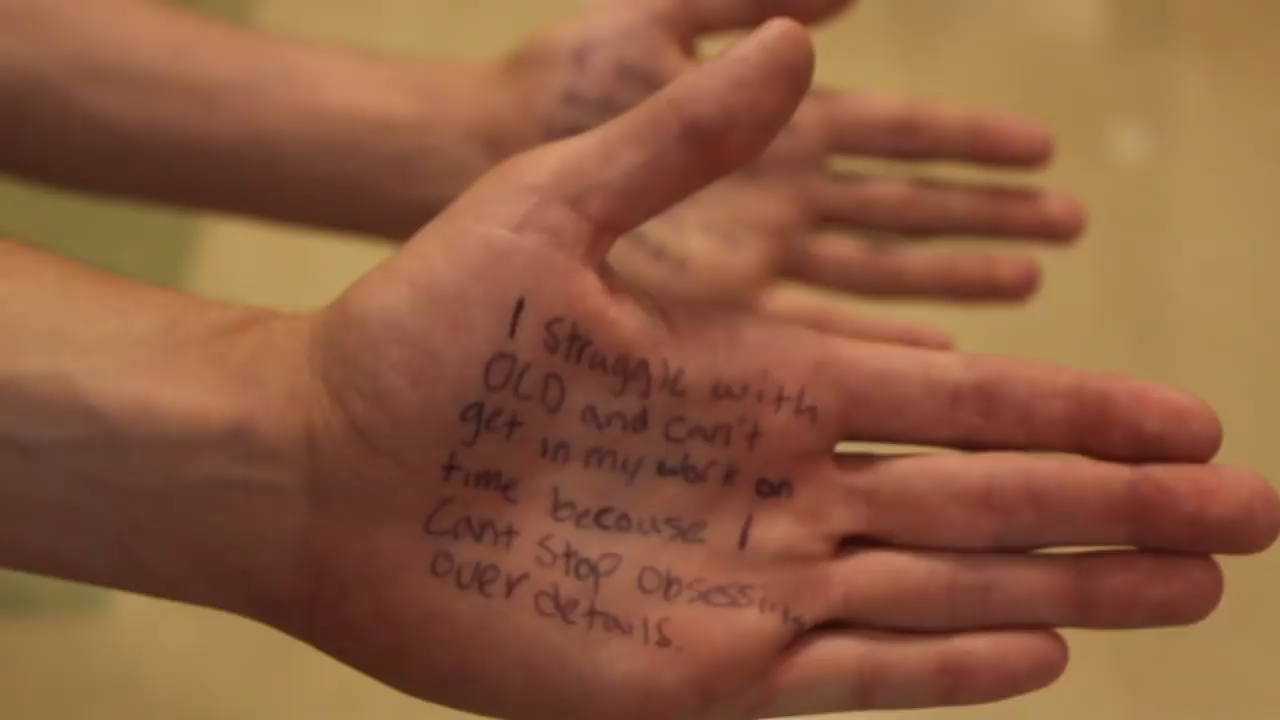 I struggle with
OCD and can't
get in my work on
time because I
Cant stop obsessing
over details.